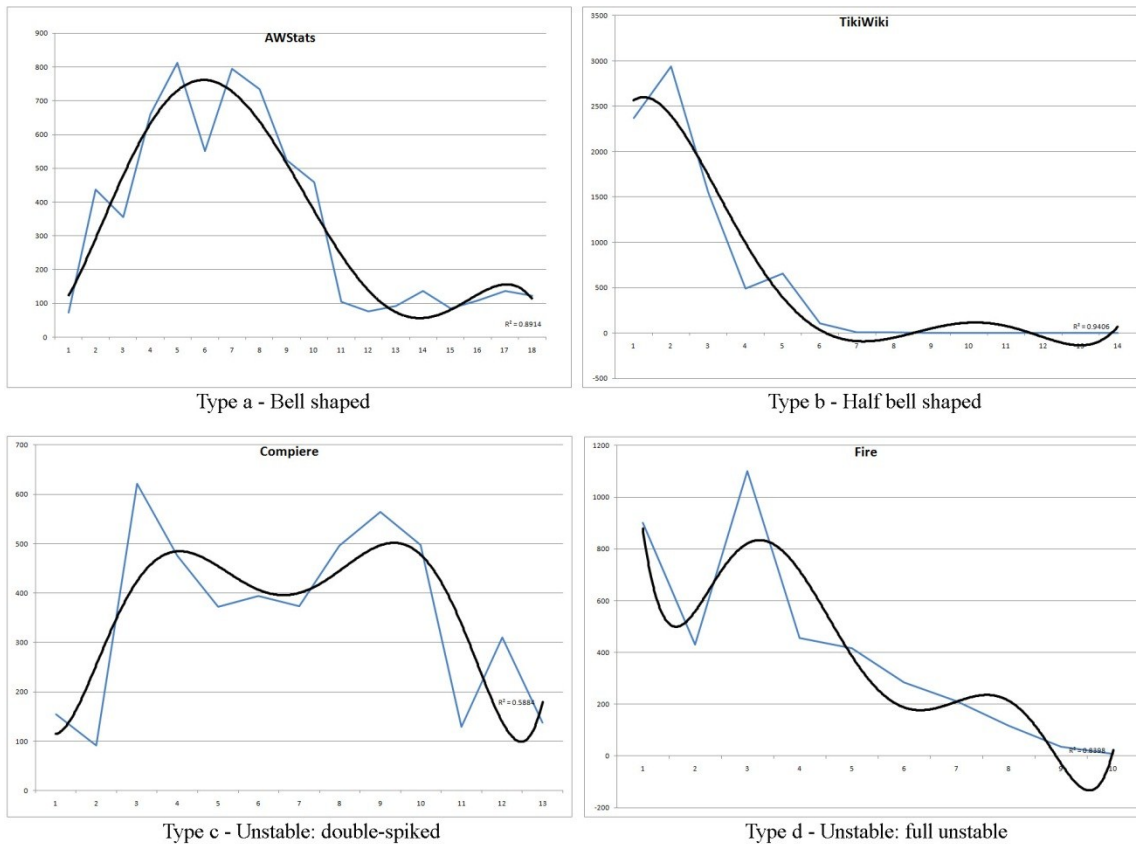 AWStats
900
800
700
600
500
400
300
200
100
0
1 2 3 4 5 6 7 8 9 10 11 12 13 14 15 16 17 18
R² = 0.8914
Type a - Bell shaped
TikiWiki
3500
3000
2500
2000
1500
1000
500
0
-500
1 2 3 4 5 6 7 8 9 10 11 12 13 14
R² = 0.9406
Type b - Half bell shaped
Compiere
700
600
500
400
300
200
100
0
1 2 3 4 5 6 7 8 9 10 11 12 13
R² = 0.5884
Type c - Unstable: double-spiked
Fire
1200
1000
800
600
400
200
0
-200
1 2 3 4 5 6 7 8 9 10
R² = 0.8398
Type d - Unstable: full unstable